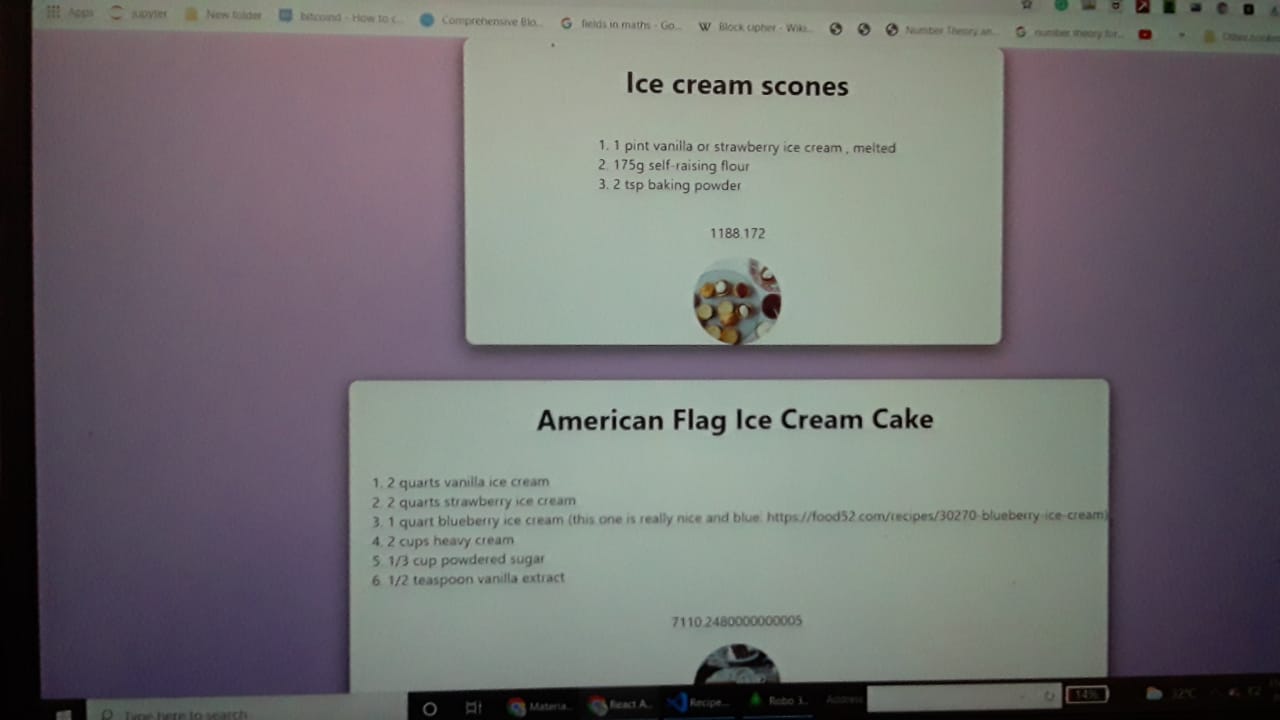 Apps jupyter New folder bitcoind - How to c... Comprehensive Blo... fields in maths - Go... Block cipher - Wiki... Number Theory an... number theory for...
Ice cream scones
1. 1 pint vanilla or strawberry ice cream , melted
2. 175g self-raising flour
3. 2 tsp baking powder
1188.172
American Flag Ice Cream Cake
1. 2 quarts vanilla ice cream
2. 2 quarts strawberry ice cream
3. 1 quart blueberry ice cream (this one is really nice and blue: https://food52.com/recipes/30270-blueberry-ice-cream)
4. 2 cups heavy cream
5. 1/3 cup powdered sugar
6. 1/2 teaspoon vanilla extract
7110.2480000000005
Type here to search Materia... React A... Recipe... Robo 3... Address 14% 32°C